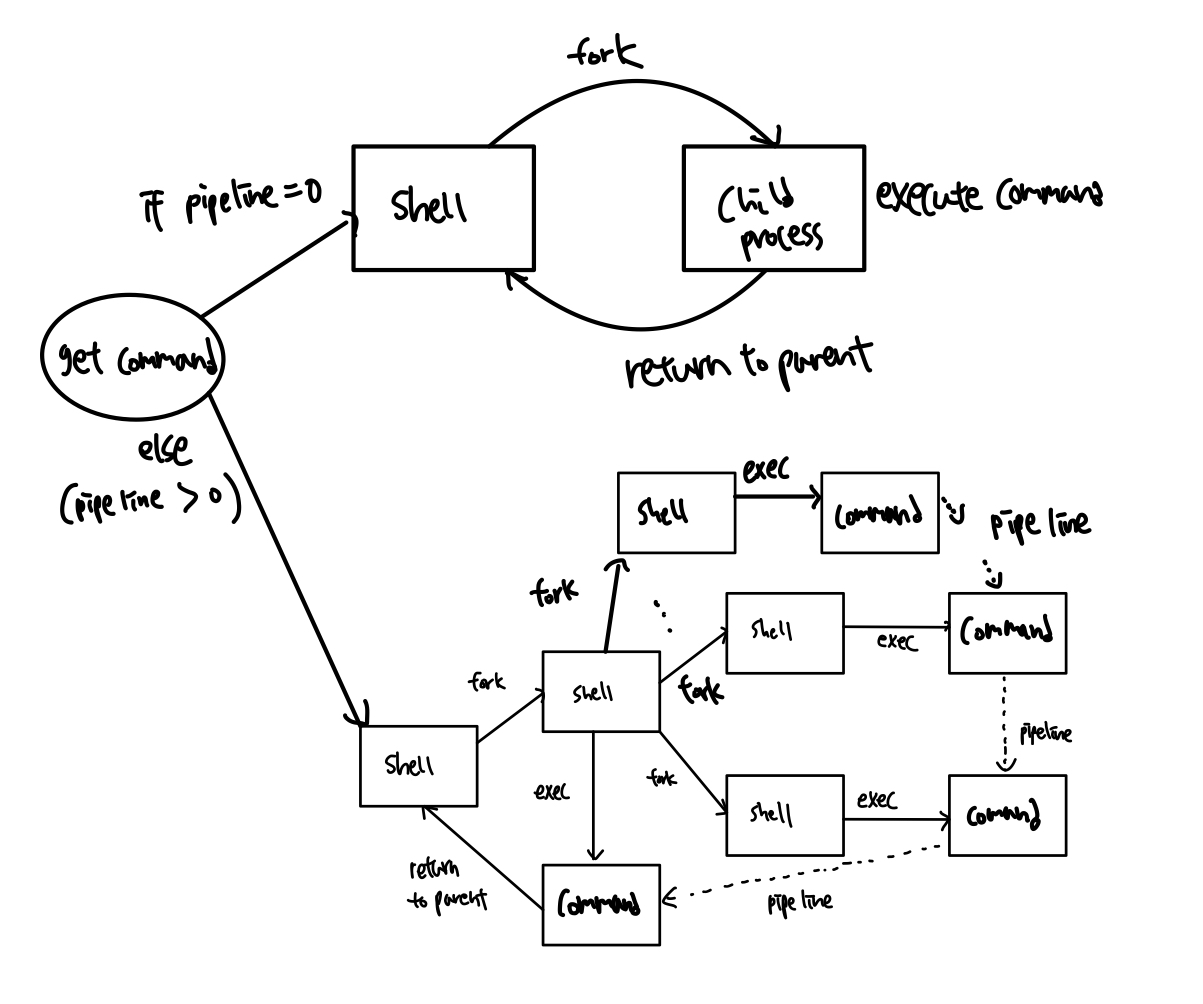 fork
if pipeline=0
shell
child
process
execute command
get command
return to parent
else
(pipeline > 0)
exec
shell
command
pipeline
fork
shell
exec
command
fork
shell
fork
pipeline
shell
exec
fork
shell
exec
command
return
to parent
command
pipeline